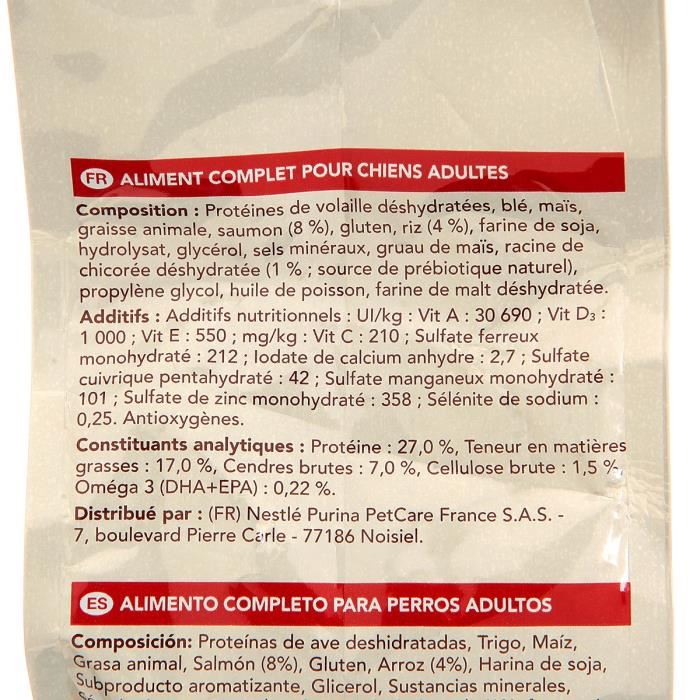 FR ALIMENT COMPLET POUR CHIENS ADULTES
Composition : Protéines de volaille déshydratées, blé, maïs,
graisse animale, saumon (8 %), gluten, riz (4 %), farine de soja,
hydrolysat, glycérol, sels minéraux, gruau de maïs, racine de
chicorée déshydratée (1 % ; source de prébiotique naturel),
propylène glycol, huile de poisson, farine de malt déshydratée.
Additifs : Additifs nutritionnels : UI/kg : Vit A : 30 690 ; Vit D₃ :
1 000 ; Vit E : 550 ; mg/kg : Vit C : 210 ; Sulfate ferreux
monohydraté : 212 ; Iodate de calcium anhydre : 2,7 ; Sulfate
cuivrique pentahydraté : 42 ; Sulfate manganeux monohydraté :
101 ; Sulfate de zinc monohydraté : 358 ; Sélénite de sodium :
0,25. Antioxygènes.
Constituants analytiques : Protéine : 27,0 %, Teneur en matières
grasses : 17,0 %, Cendres brutes : 7,0 %, Cellulose brute : 1,5 %,
Oméga 3 (DHA+EPA) : 0,22 %.
Distribué par : (FR) Nestlé Purina PetCare France S.A.S. -
7, boulevard Pierre Carle - 77186 Noisiel.
ES ALIMENTO COMPLETO PARA PERROS ADULTOS
Composición: Proteínas de ave deshidratadas, Trigo, Maíz,
Grasa animal, Salmón (8%), Gluten, Arroz (4%), Harina de soja,
Subproducto aromatizante, Glicerol, Sustancias minerales,